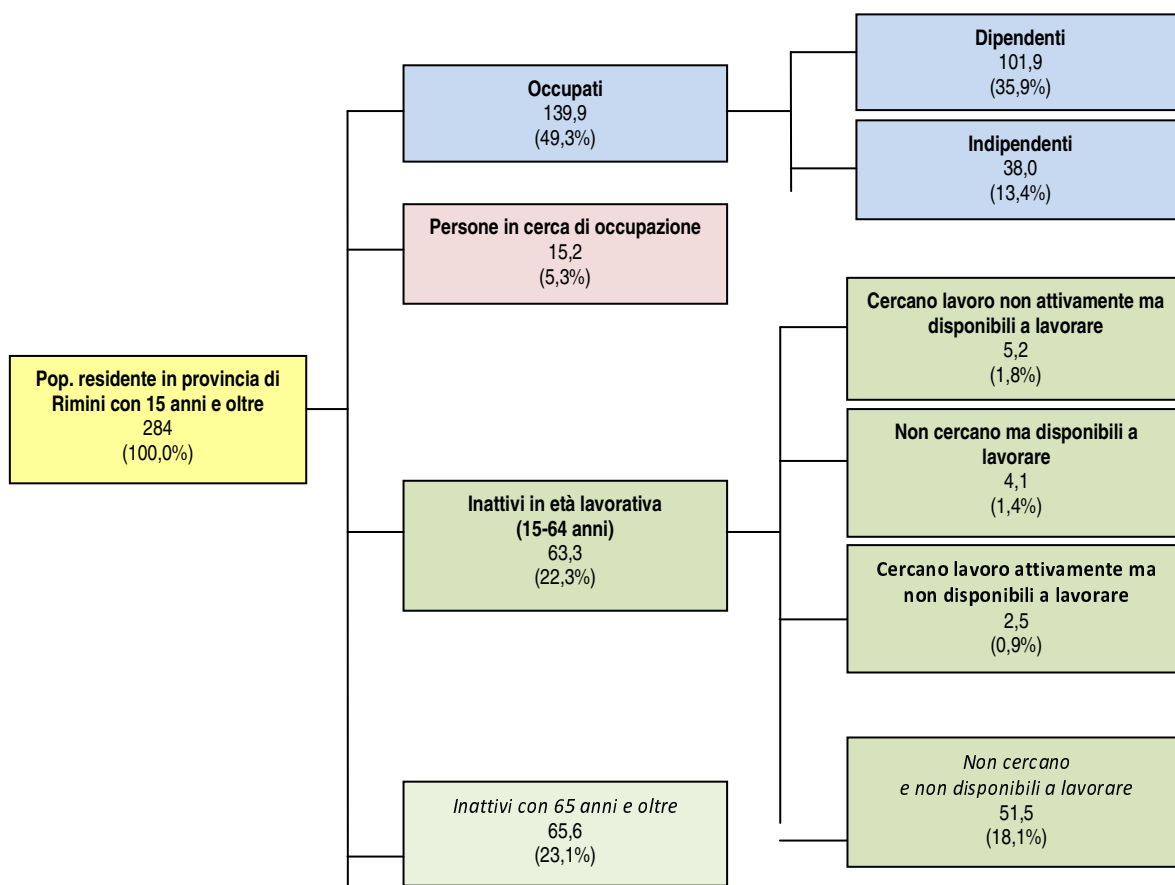 Dipendenti
101,9
(35,9%)
Occupati
139,9
(49,3%)
Indipendenti
38,0
(13,4%)
Persone in cerca di occupazione
15,2
(5,3%)
Cercano lavoro non attivamente ma
disponibili a lavorare
5,2
(1,8%)
Pop. residente in provincia di
Rimini con 15 anni e oltre
284
(100,0%)
Non cercano ma disponibili a
lavorare
4,1
(1,4%)
Inattivi in età lavorativa
(15-64 anni)
63,3
(22,3%)
Cercano lavoro attivamente ma
non disponibili a lavorare
2,5
(0,9%)
Non cercano
e non disponibili a lavorare
51,5
(18,1%)
Inattivi con 65 anni e oltre
65,6
(23,1%)